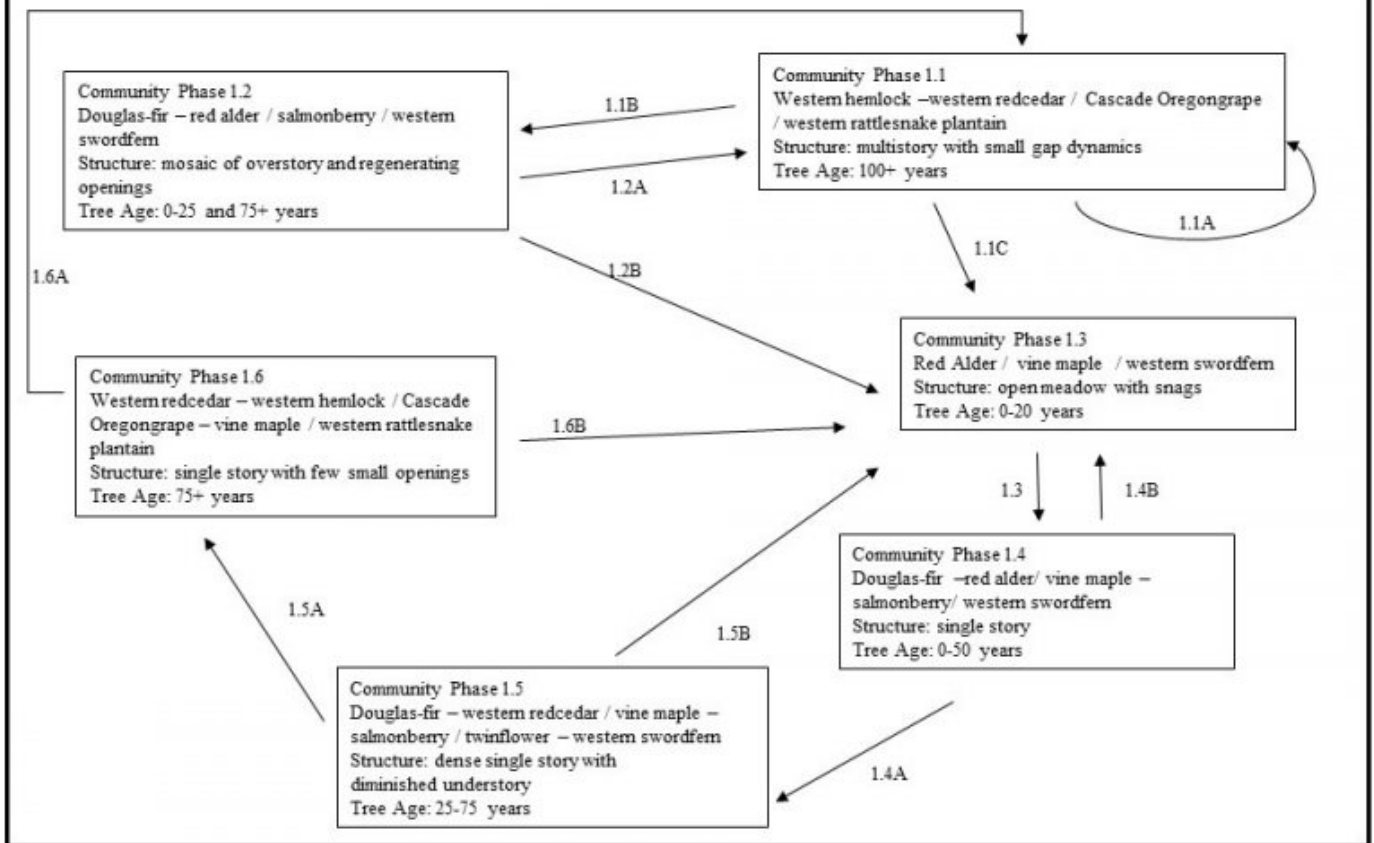 Community Phase 1.2
Douglas-fir – red alder / salmonberry / western
swordfern
Structure: mosaic of overstory and regenerating
openings
Tree Age: 0-25 and 75+ years
1.1B
1.2A
Community Phase 1.1
Western hemlock –western redcedar / Cascade Oregongrape
/ western rattlesnake plantain
Structure: multistory with small gap dynamics
Tree Age: 100+ years
1.1A
1.1C
1.2B
1.6A
Community Phase 1.3
Red Alder / vine maple / western swordfern
Structure: open meadow with snags
Tree Age: 0-20 years
Community Phase 1.6
Western redcedar – western hemlock / Cascade
Oregongrape – vine maple / western rattlesnake
plantain
Structure: single story with few small openings
Tree Age: 75+ years
1.6B
1.3
1.4B
Community Phase 1.4
Douglas-fir –red alder/ vine maple –
salmonberry/ western swordfern
Structure: single story
Tree Age: 0-50 years
1.5A
1.5B
Community Phase 1.5
Douglas-fir – western redcedar / vine maple –
salmonberry / twinflower – western swordfern
Structure: dense single story with
diminished understory
Tree Age: 25-75 years
1.4A